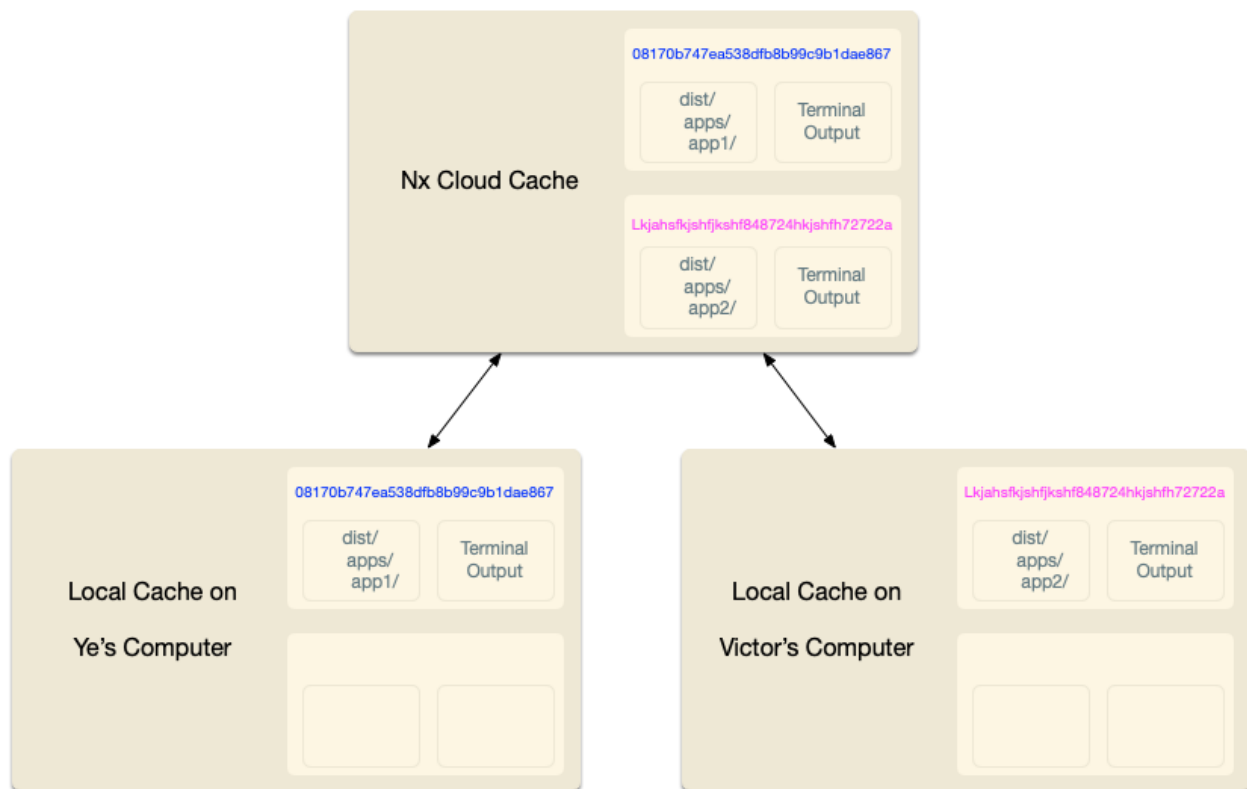 08170b747ea538dfb8b99c9b1dae867
dist/
apps/
app1/
Terminal
Output
Nx Cloud Cache
Lkjahsfkjshfjkshf848724hkjshfh72722a
dist/
apps/
app2/
Terminal
Output
08170b747ea538dfb8b99c9b1dae867
dist/
apps/
app1/
Terminal
Output
Local Cache on
Ye’s Computer
Lkjahsfkjshfjkshf848724hkjshfh72722a
dist/
apps/
app2/
Terminal
Output
Local Cache on
Victor’s Computer